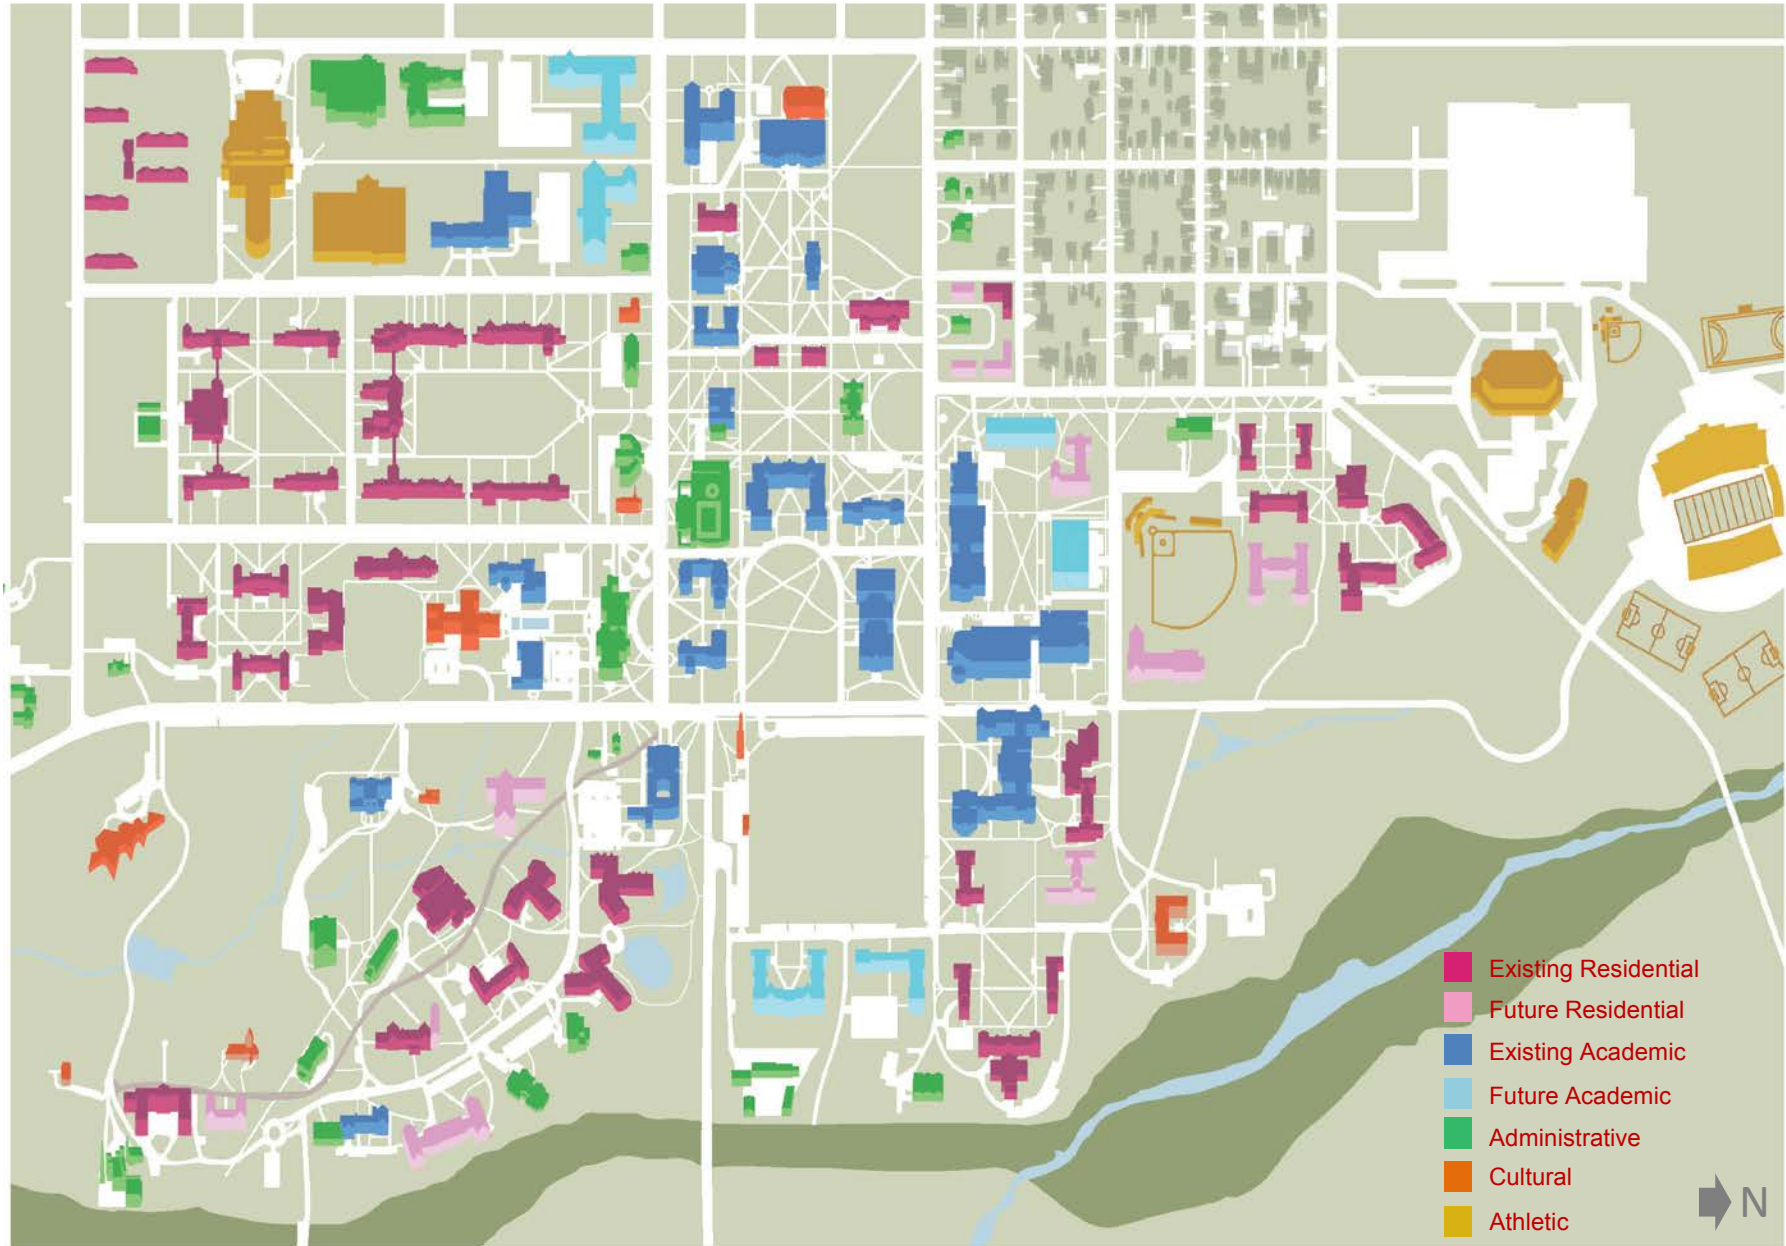 Existing Residential
Future Residential
Existing Academic
Future Academic
Administrative
Cultural
Athletic
N